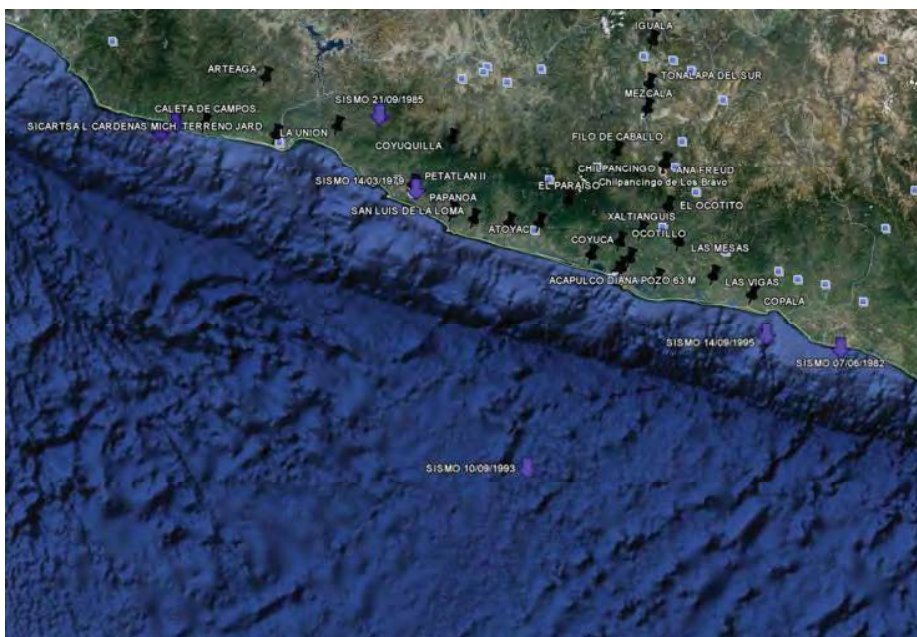 IGUALA
ARTEAGA
TONALAPA DEL SUR
MEZCALA
CALETA DE CAMPOS
SISMO 21/09/1985
SICARTSA L CARDENAS MICH. TERRENO JARD
LA UNION
COYUQUILLA
FILO DE CABALLO
CHILPANCINGO
ANA FREUD
Chilpancingo de Los Bravo
SISMO 14/03/1979
PETATLAN II
EL PARAISO
PAPANOA
EL OCOTITO
SAN LUIS DE LA LOMA
XALTIANGUIS
ATOYAC
COYUCA
OCOTILLO
LAS MESAS
ACAPULCO DIANA POZO 63 M
LAS VIGAS
COPALA
SISMO 14/09/1995
SISMO 07/06/1982
SISMO 10/09/1993